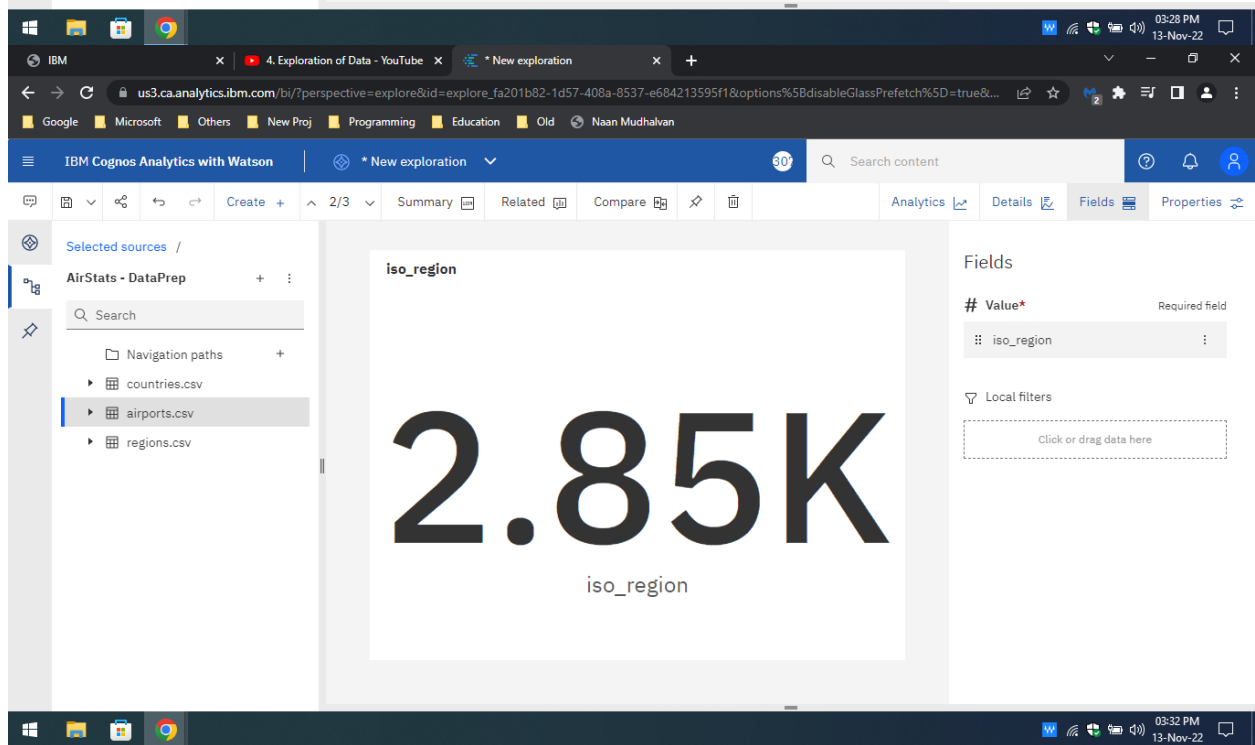 03:28 PM
13-Nov-22
IBM
4. Exploration of Data - YouTube
* New exploration
us3.ca.analytics.ibm.com/bi/?perspective=explore&id=explore_fa201b82-1d57-408a-8537-e684213595f1&options%5BdisableGlassPrefetch%5D=true&...
2
Google Microsoft Others New Proj Programming Education Old Naan Mudhalvan
IBM Cognos Analytics with Watson
* New exploration
30?
Search content
Create + 2/3 Summary Related Compare Analytics Details Fields Properties
Selected sources /
AirStats - DataPrep
Search
Navigation paths
countries.csv
airports.csv
regions.csv
iso_region
2.85K
iso_region
Fields
# Value* Required field
iso_region
Local filters
Click or drag data here
03:32 PM
13-Nov-22